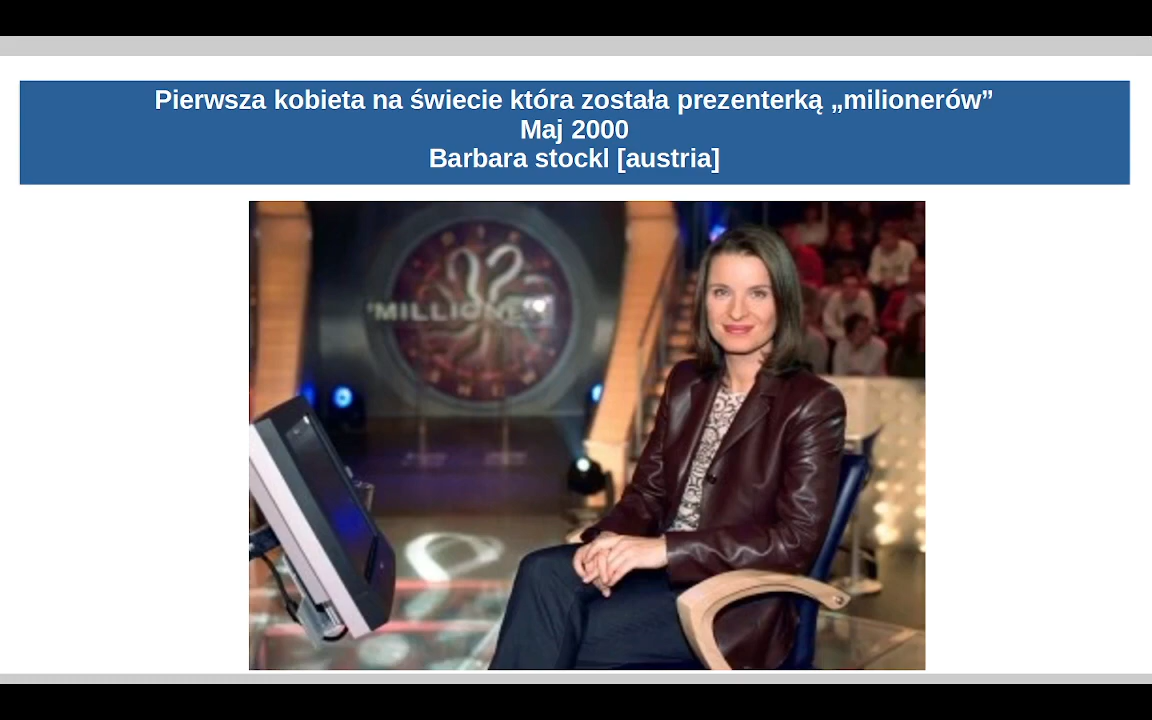 Pierwsza kobieta na świecie która została prezenterką „milionerów”
Maj 2000
Barbara stockl [austria]